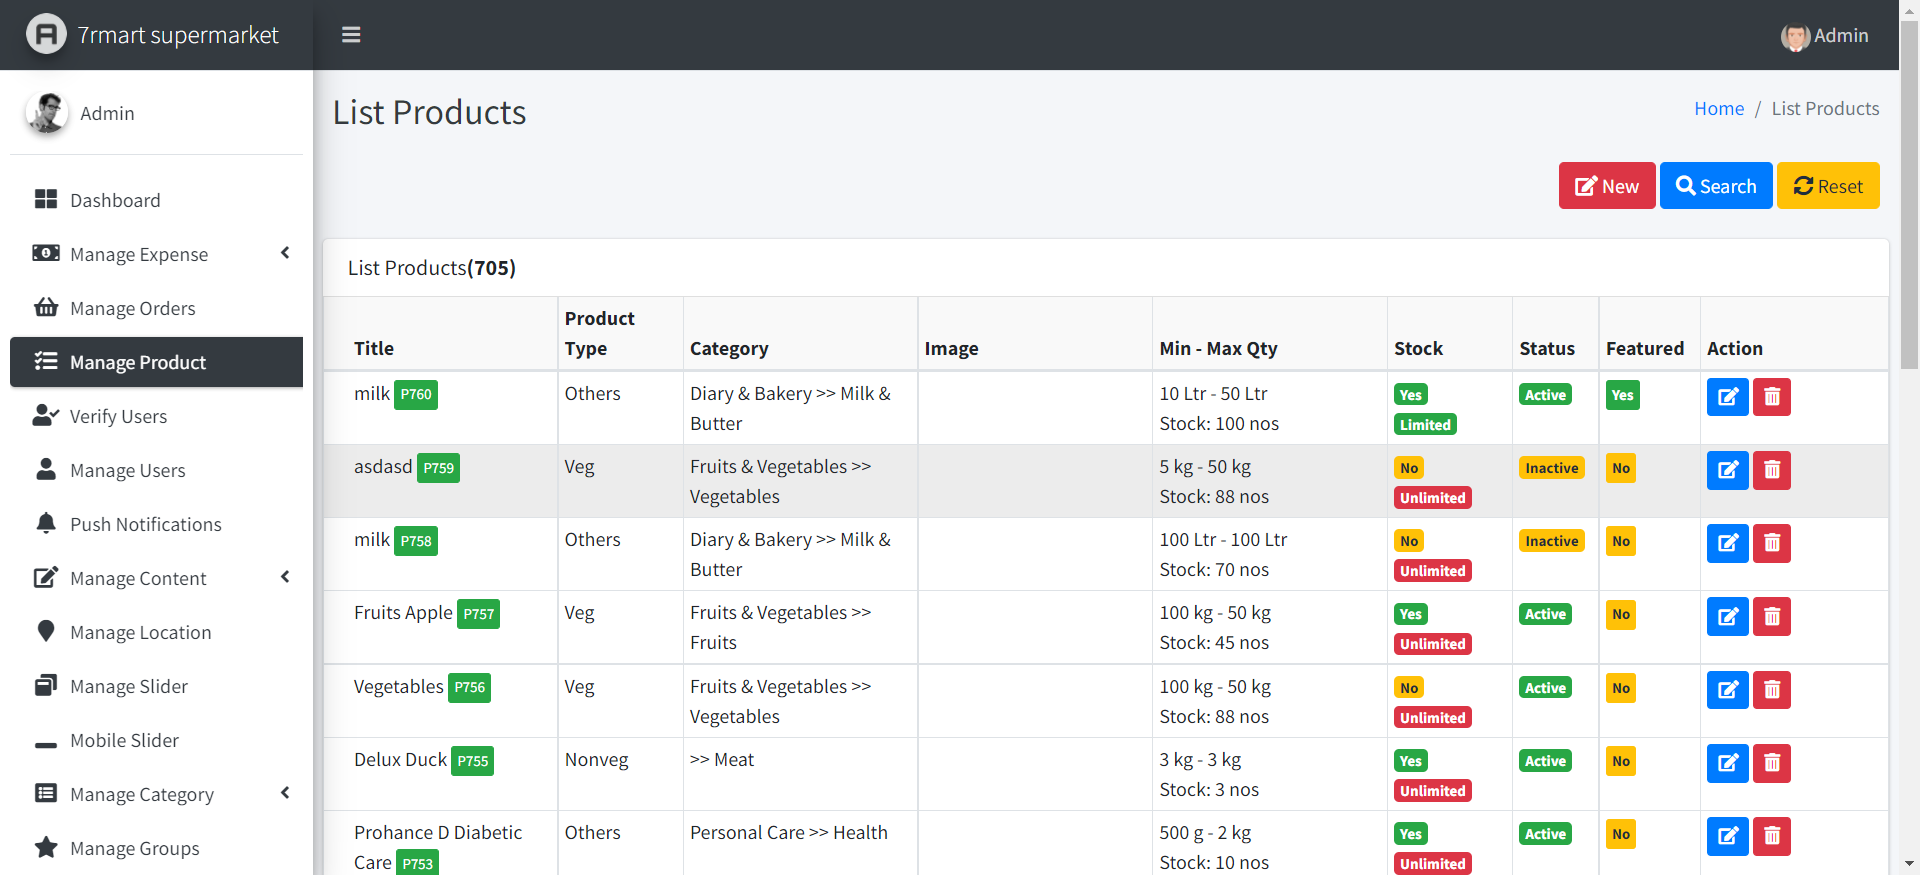 7rmart supermarket
Admin
Admin
List Products
Home / List Products
New Search Reset
Dashboard
Manage Expense
Manage Orders
Manage Product
Verify Users
Manage Users
Push Notifications
Manage Content
Manage Location
Manage Slider
Mobile Slider
Manage Category
Manage Groups
List Products(705)
Title Product Type Category Image Min - Max Qty Stock Status Featured Action
milk P760 Others Diary & Bakery >> Milk & 10 Ltr - 50 Ltr Yes Active Yes
Butter Stock: 100 nos Limited
asdasd P759 Veg Fruits & Vegetables >> 5 kg - 50 kg No Inactive No
Vegetables Stock: 88 nos Unlimited
milk P758 Others Diary & Bakery >> Milk & 100 Ltr - 100 Ltr No Inactive No
Butter Stock: 70 nos Unlimited
Fruits Apple P757 Veg Fruits & Vegetables >> 100 kg - 50 kg Yes Active No
Fruits Stock: 45 nos Unlimited
Vegetables P756 Veg Fruits & Vegetables >> 100 kg - 50 kg No Active No
Vegetables Stock: 88 nos Unlimited
Delux Duck P755 Nonveg >> Meat 3 kg - 3 kg Yes Active No
Stock: 3 nos Unlimited
Prohance D Diabetic Others Personal Care >> Health 500 g - 2 kg Yes Active No
Care P753 Stock: 10 nos Unlimited